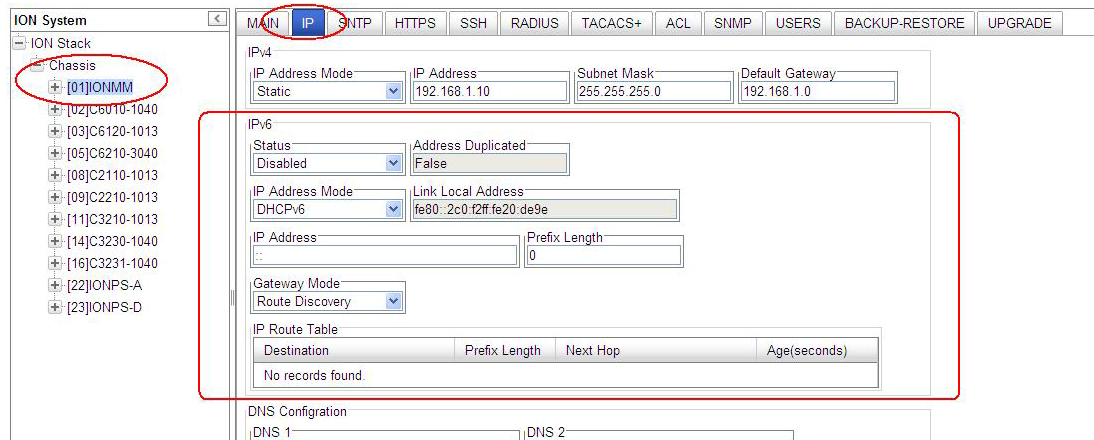 ION System
ION Stack
Chassis
[01]IONMM
[02]C6010-1040
[03]C6120-1013
[05]C6210-3040
[08]C2110-1013
[09]C2210-1013
[11]C3210-1013
[14]C3230-1040
[16]C3231-1040
[22]IONPS-A
[23]IONPS-D
MAIN IP SNTP HTTPS SSH RADIUS TACACS+ ACL SNMP USERS BACKUP-RESTORE UPGRADE
IPv4
IP Address Mode IP Address Subnet Mask Default Gateway
Static 192.168.1.10 255.255.255.0 192.168.1.0
IPv6
Status Address Duplicated
Disabled False
IP Address Mode Link Local Address
DHCPv6 fe80::2c0:f2ff:fe20:de9e
IP Address Prefix Length
:: 0
Gateway Mode
Route Discovery
IP Route Table
Destination Prefix Length Next Hop Age(seconds)
No records found.
DNS Configration
DNS 1 DNS 2